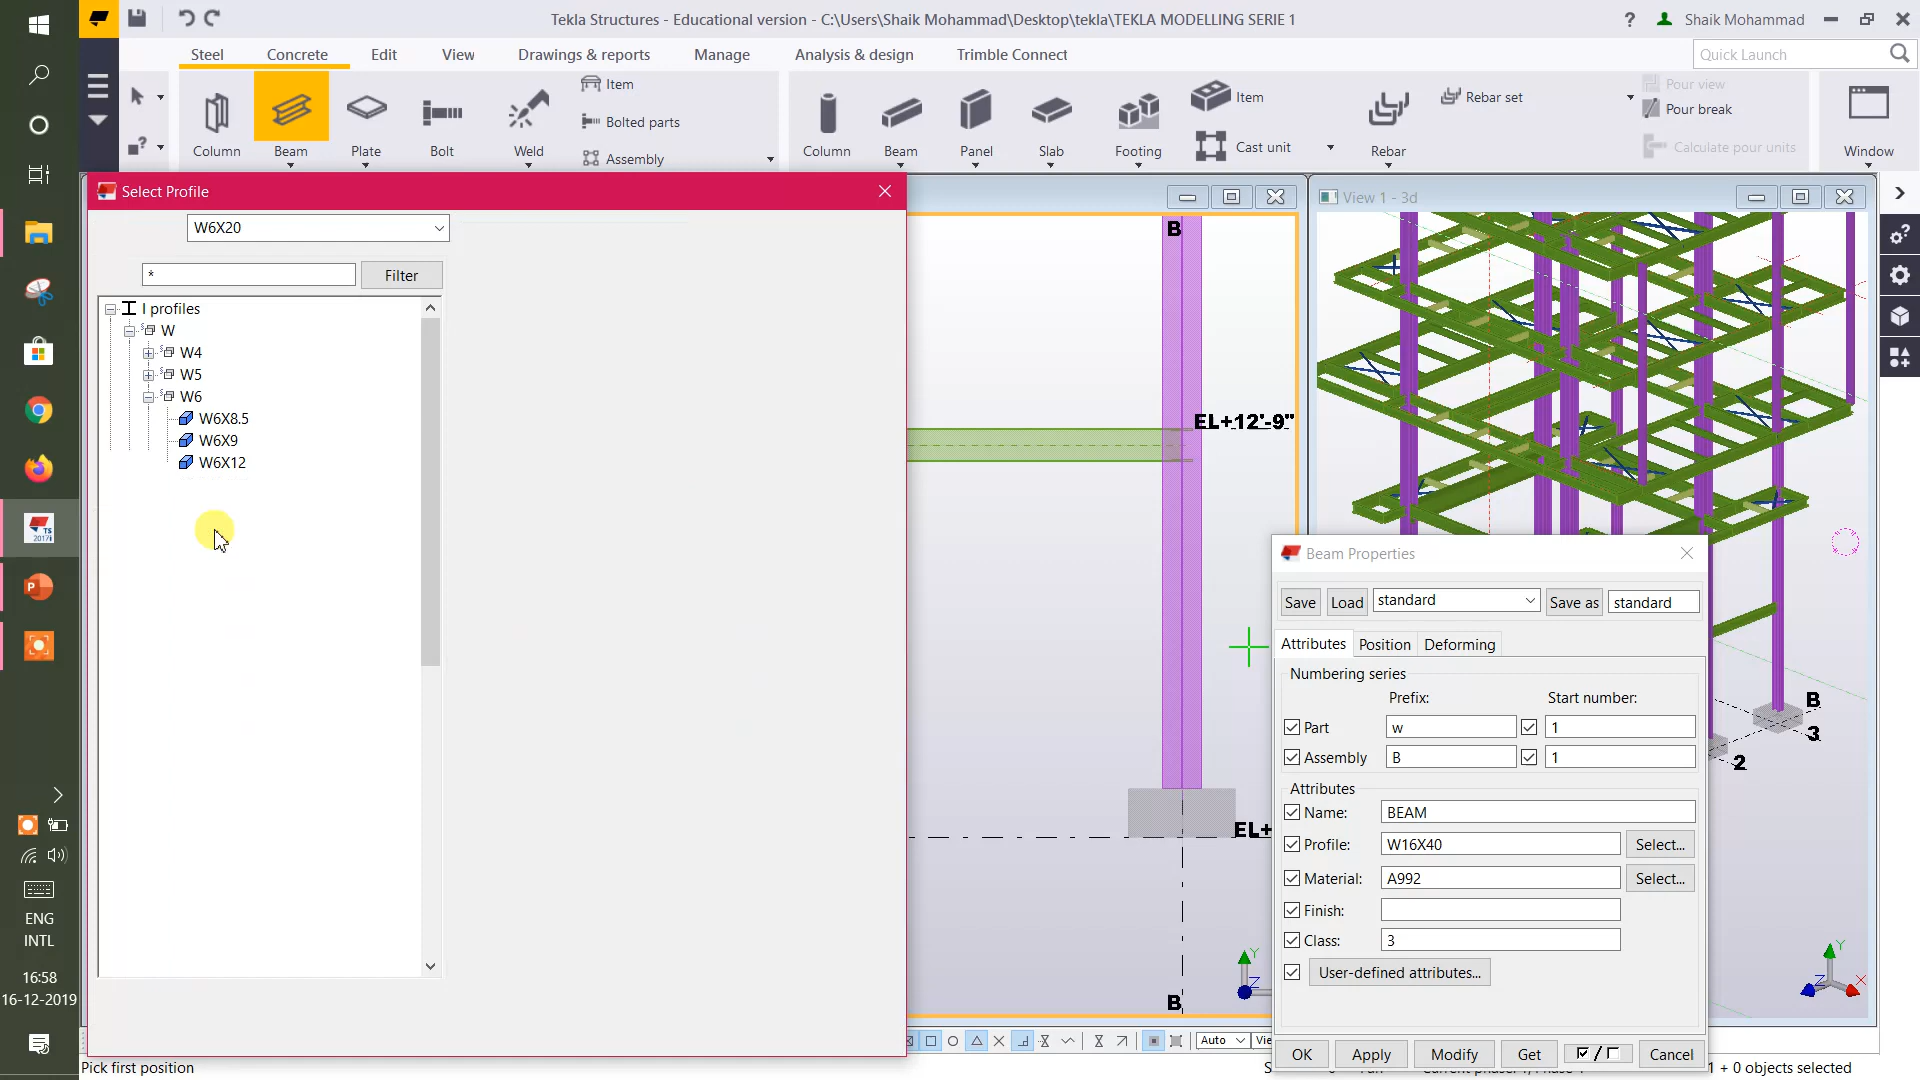 Tekla Structures - Educational version - C:\Users\Shaik Mohammad\Desktop\tekla\TEKLA MODELLING SERIE 1
? Shaik Mohammad
Steel Concrete Edit View Drawings & reports Manage Analysis & design Trimble Connect
Quick Launch
Column Beam Plate Bolt Weld
Item
Bolted parts
Assembly
Column Beam Panel Slab Footing
Item
Cast unit
Rebar
Rebar set
Pour view
Pour break
Calculate pour units
Window
Select Profile
W6X20
*
Filter
I profiles
W
W4
W5
W6
W6X8.5
W6X9
W6X12
B
EL+12'-9"
EL+
B
View 1 - 3d
B
3
2
Y
Z
Y
Z
X
Beam Properties
Save Load standard Save as standard
Attributes Position Deforming
Numbering series
Prefix: Start number:
Part w 1
Assembly B 1
Attributes
Name: BEAM
Profile: W16X40 Select...
Material: A992 Select...
Finish:
Class: 3
User-defined attributes...
OK Apply Modify Get / Cancel
Auto
Pick first position
1 + 0 objects selected
TS
2017i
ENG
INTL
16:58
16-12-2019